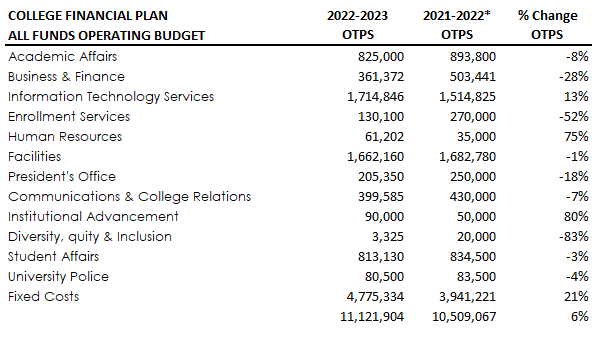 COLLEGE FINANCIAL PLAN 2022-2023 2021-2022* % Change
ALL FUNDS OPERATING BUDGET OTPS OTPS OTPS
Academic Affairs 825,000 893,800 -8%
Business & Finance 361,372 503,441 -28%
Information Technology Services 1,714,846 1,514,825 13%
Enrollment Services 130,100 270,000 -52%
Human Resources 61,202 35,000 75%
Facilities 1,662,160 1,682,780 -1%
President's Office 205,350 250,000 -18%
Communications & College Relations 399,585 430,000 -7%
Institutional Advancement 90,000 50,000 80%
Diversity, quity & Inclusion 3,325 20,000 -83%
Student Affairs 813,130 834,500 -3%
University Police 80,500 83,500 -4%
Fixed Costs 4,775,334 3,941,221 21%
11,121,904 10,509,067 6%